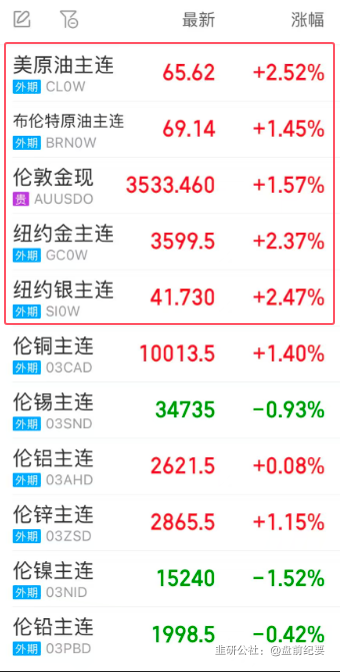 最新 涨幅
美原油主连 65.62 +2.52%
外期 CL0W
布伦特原油主连 69.14 +1.45%
外期 BRN0W
伦敦金现 3533.460 +1.57%
贵 AUUSDO
纽约金主连 3599.5 +2.37%
外期 GC0W
纽约银主连 41.730 +2.47%
外期 SI0W
伦铜主连 10013.5 +1.40%
外期 03CAD
伦锡主连 34735 -0.93%
外期 03SND
伦铝主连 2621.5 +0.08%
外期 03AHD
伦锌主连 2865.5 +1.15%
外期 03ZSD
伦镍主连 15240 -1.52%
外期 03NID
伦铅主连 1998.5 -0.42%
外期 03PBD
韭研公社：@盘前纪要